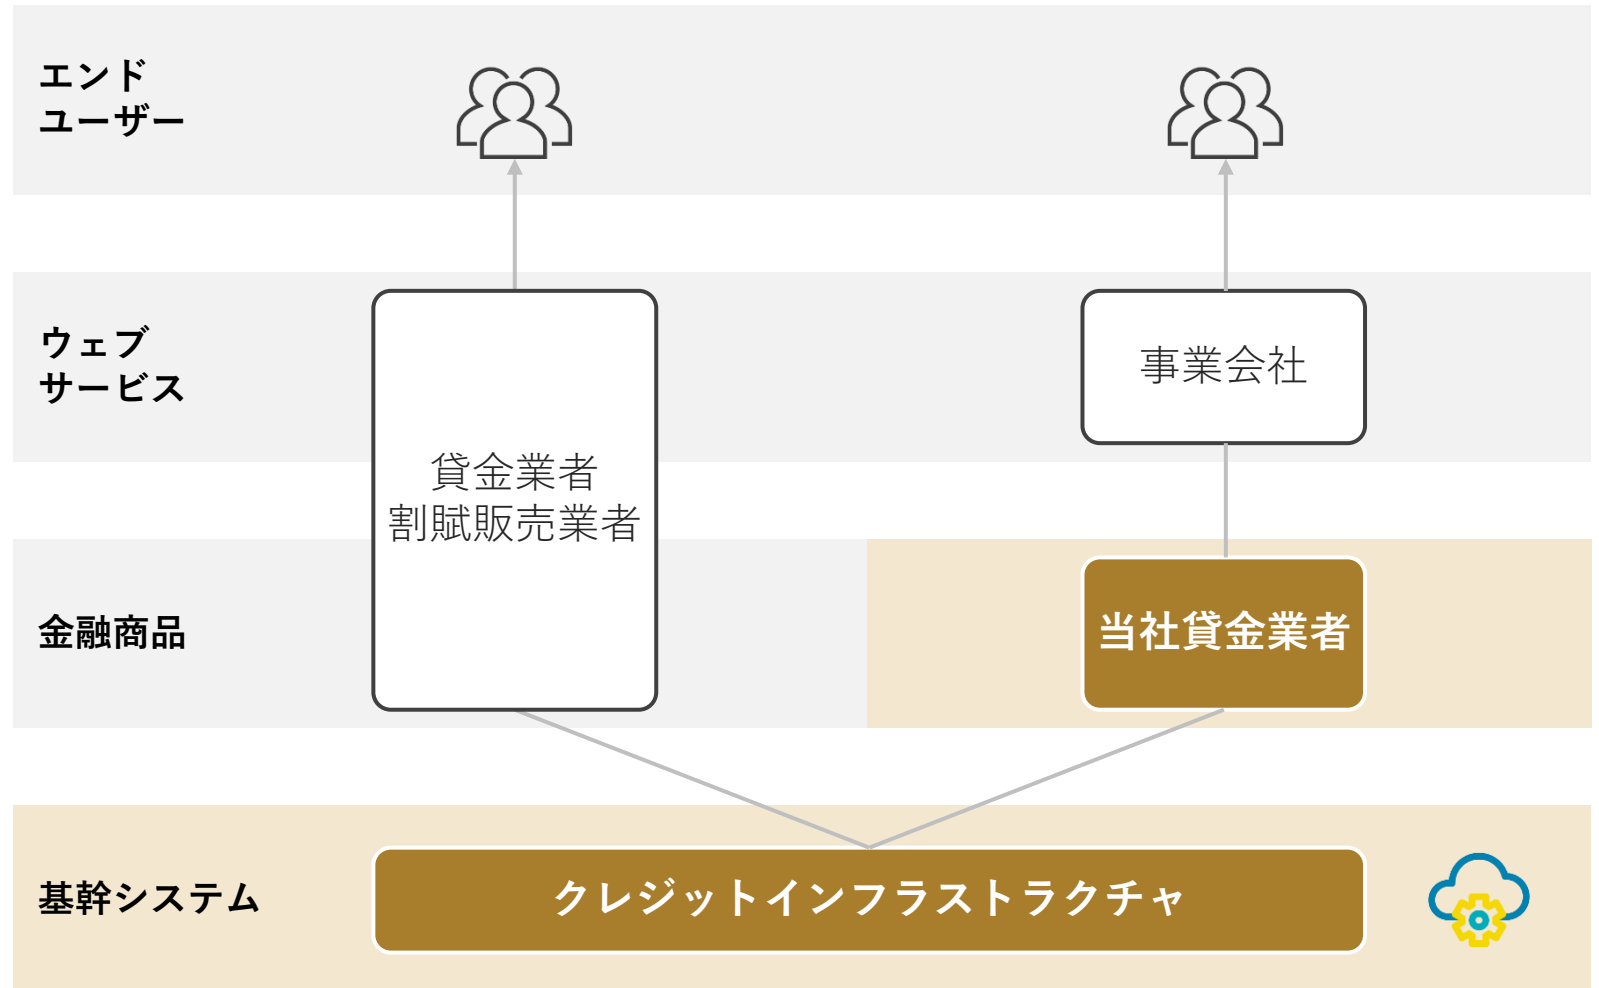 エンド
ユーザー
ウェブ
サービス
事業会社
貸金業者
割賦販売業者
金融商品
当社貸金業者
基幹システム
クレジットインフラストラクチャ